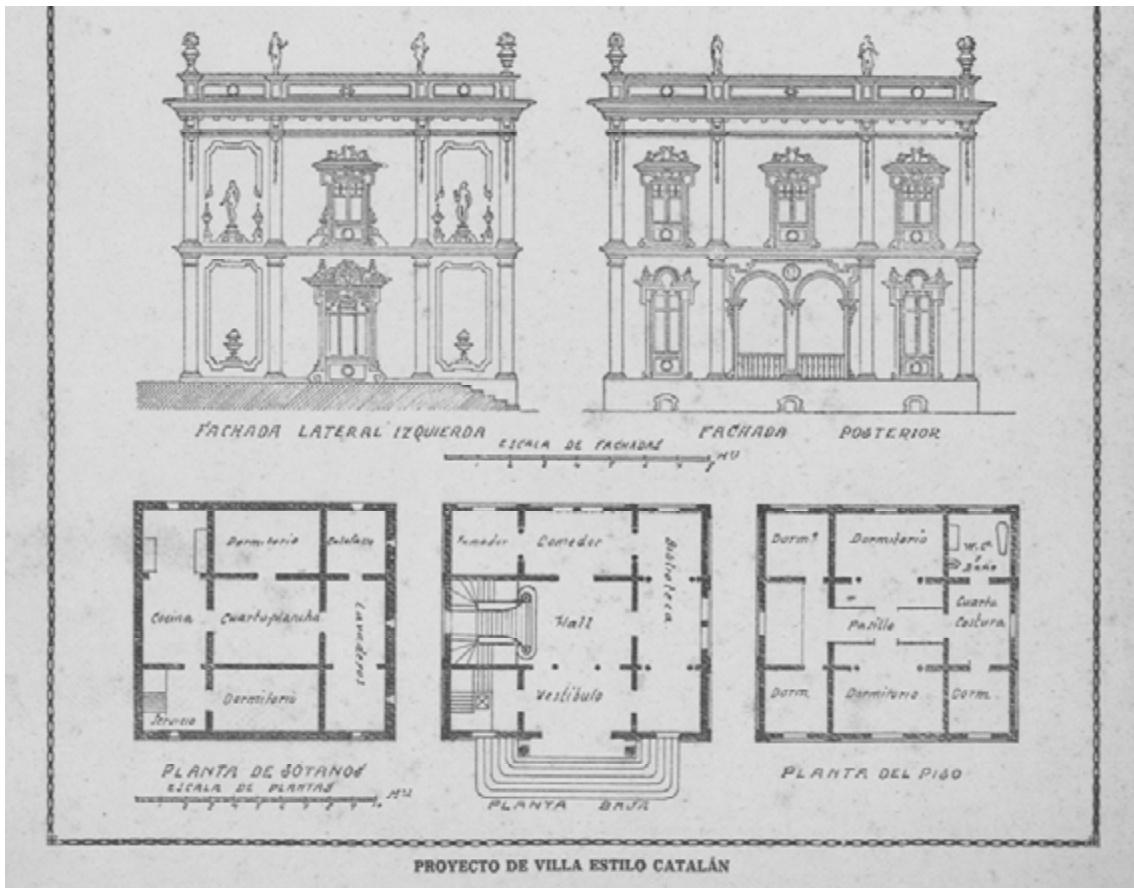 FACHADA LATERAL IZQUIERDA
FACHADA POSTERIOR
ESCALA DE FACHADAS
Dormitorio
Cocina
Cuarto plancha
Lavaderos
Dormitorio
Servicio
PLANTA DE SÓTANOS
ESCALA DE PLANTAS
Fumador
Comedor
Biblioteca
Hall
Vestíbulo
PLANTA BAJA
Dorm.º
Dormitorio
W.C.
y
Baño
Pasillo
Cuarto
Costura
Dorm.
Dormitorio
Dorm.
PLANTA DEL PISO
PROYECTO DE VILLA ESTILO CATALÁN